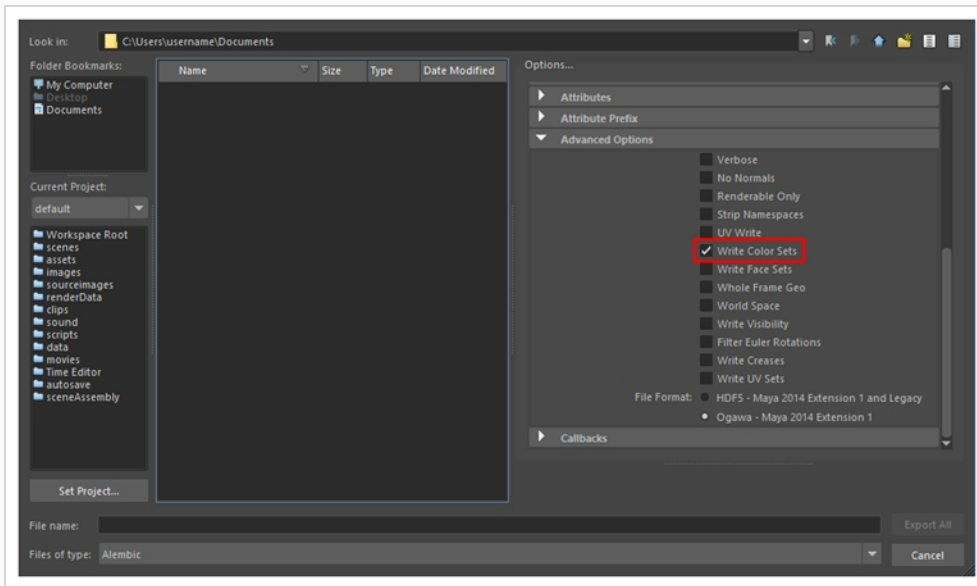 Look in: C:\Users\username\Documents
Folder Bookmarks:
My Computer
Desktop
Documents
Current Project:
default
Workspace Root
scenes
assets
images
sourceimages
renderData
clips
sound
scripts
data
movies
Time Editor
autosave
sceneAssembly
Set Project...
Name Size Type Date Modified
Options...
Attributes
Attribute Prefix
Advanced Options
Verbose
No Normals
Renderable Only
Strip Namespaces
UV Write
Write Color Sets
Write Face Sets
Whole Frame Geo
World Space
Write Visibility
Filter Euler Rotations
Write Creases
Write UV Sets
File Format: HDF5 - Maya 2014 Extension 1 and Legacy
Ogawa - Maya 2014 Extension 1
Callbacks
File name: Export All
Files of type: Alembic Cancel